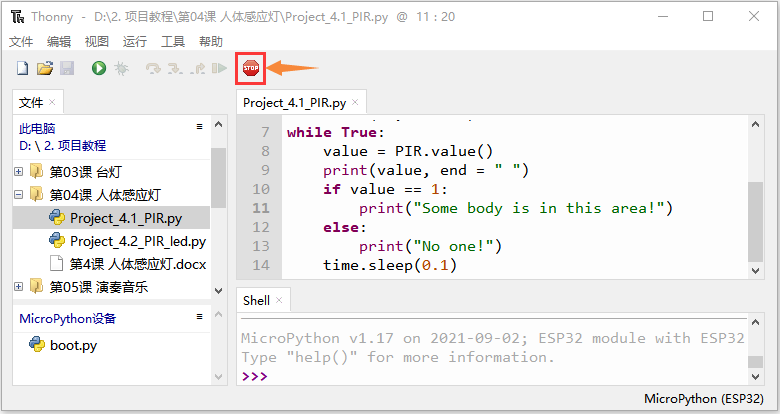 Thonny - D:\2. 项目教程\第04课 人体感应灯\Project_4.1_PIR.py @ 11 : 20
文件 编辑 视图 运行 工具 帮助
STOP
文件
此电脑
D: \ 2. 项目教程
第03课 台灯
第04课 人体感应灯
Project_4.1_PIR.py
Project_4.2_PIR_led.py
第4课 人体感应灯.docx
第05课 演奏音乐
MicroPython设备
boot.py
Project_4.1_PIR.py
7 while True:
8 value = PIR.value()
9 print(value, end = " ")
10 if value == 1:
11 print("Some body is in this area!")
12 else:
13 print("No one!")
14 time.sleep(0.1)
Shell
MicroPython v1.17 on 2021-09-02; ESP32 module with ESP32
Type "help()" for more information.
>>>
MicroPython (ESP32)